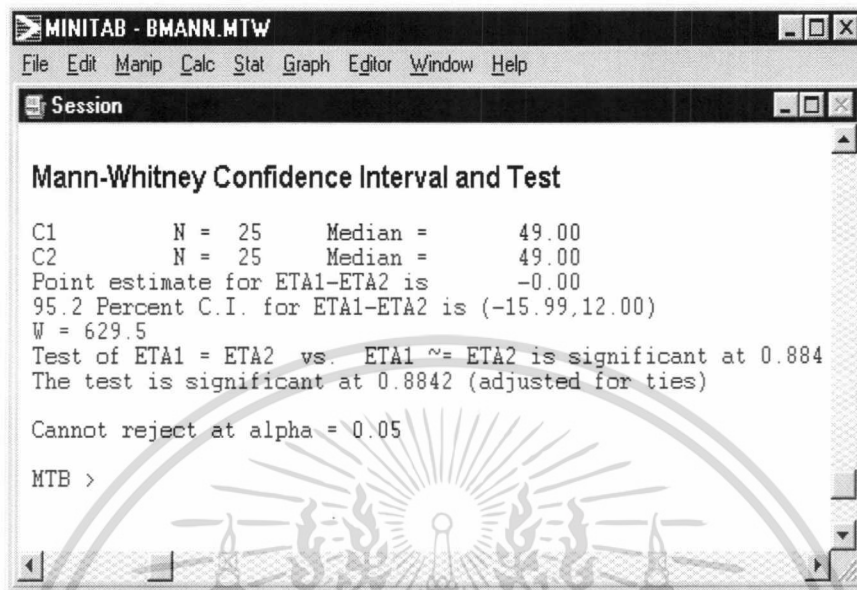 MINITAB - BMANN.MTW
File Edit Manip Calc Stat Graph Editor Window Help
Session
Mann-Whitney Confidence Interval and Test
C1 N = 25 Median = 49.00
C2 N = 25 Median = 49.00
Point estimate for ETA1-ETA2 is -0.00
95.2 Percent C.I. for ETA1-ETA2 is (-15.99,12.00)
W = 629.5
Test of ETA1 = ETA2 vs. ETA1 ~= ETA2 is significant at 0.884
The test is significant at 0.8842 (adjusted for ties)
Cannot reject at alpha = 0.05
MTB >